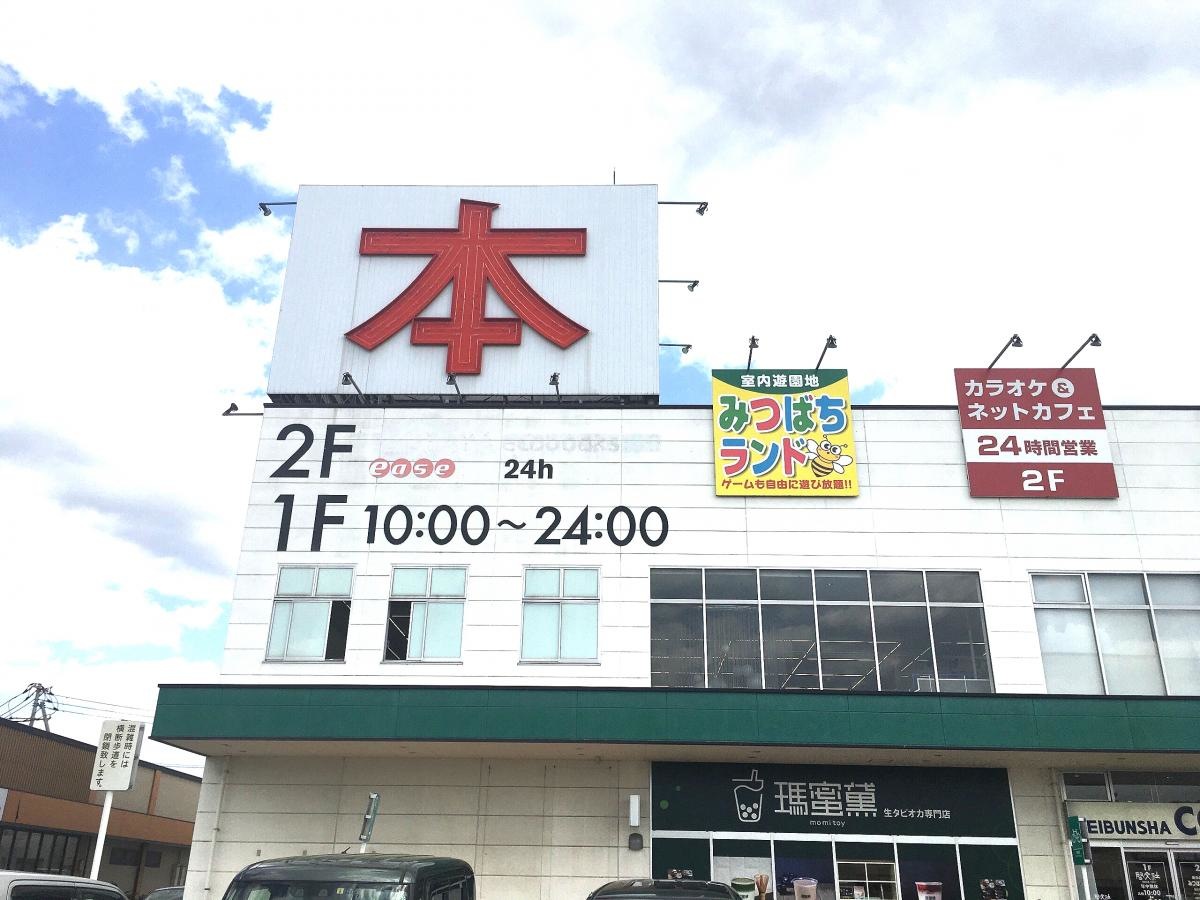 本
2F ease 24h
1F 10:00～24:00
室内遊園地
みつばち
ランド
ゲームも自由に遊び放題!!
カラオケ&
ネットカフェ
24時間営業
2F
混雑時には
横断歩道を
閉鎖致します。
瑪蜜黛
momitoy
生タピオカ専門店
EIBUNSHA
1F
10:00